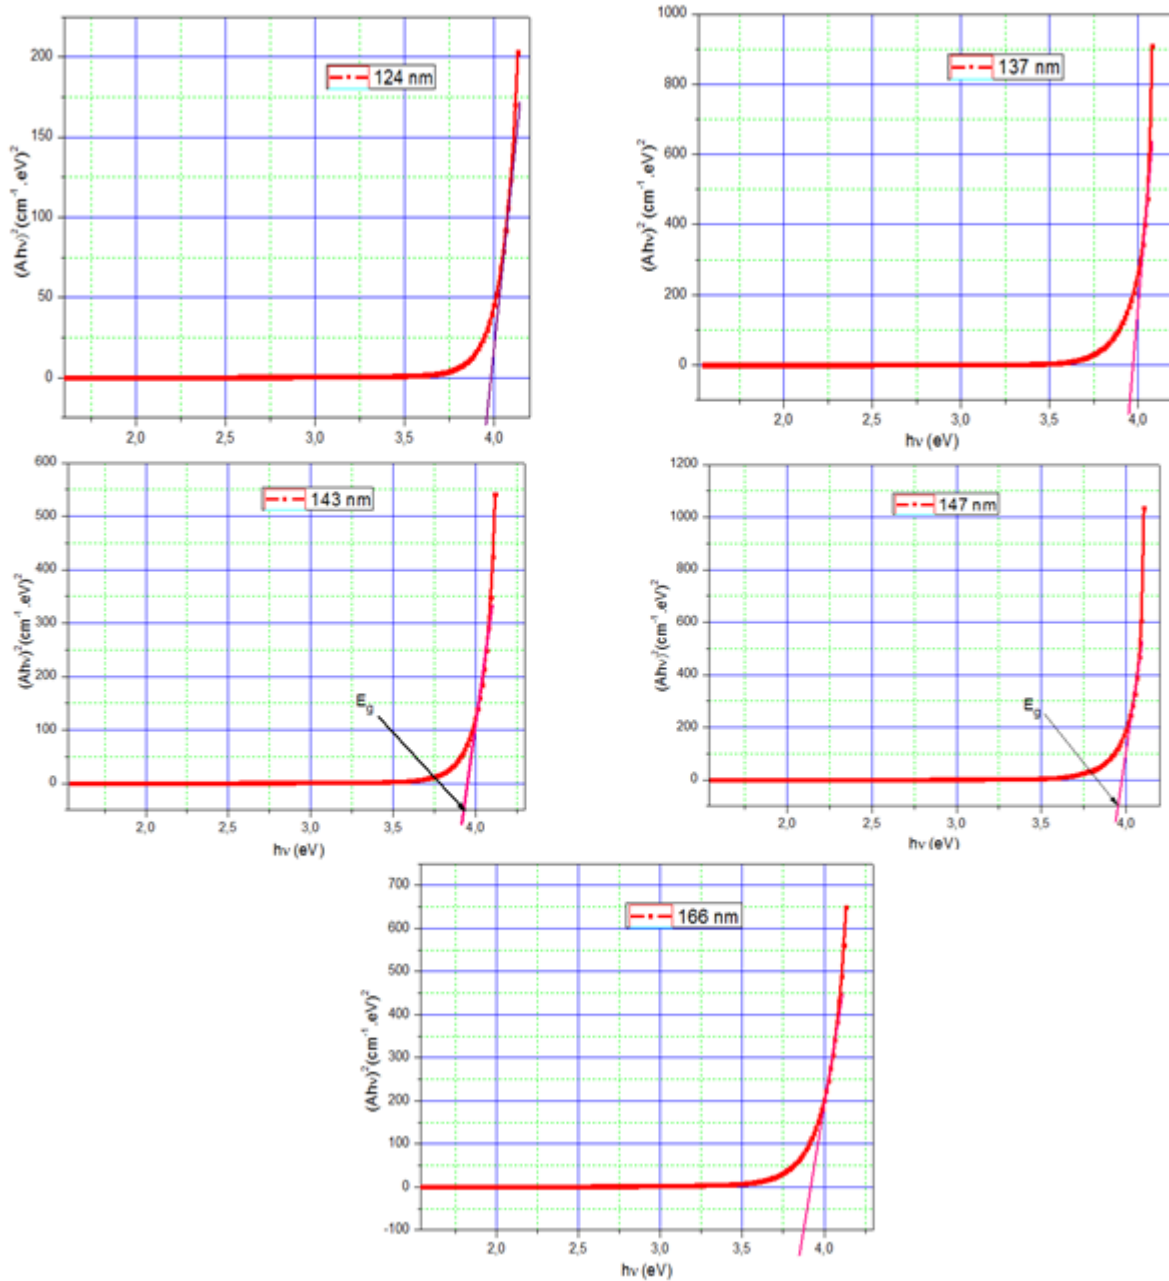 124 nm
(Ahν)²(cm⁻¹.eV)²
200
150
100
50
0
2,0 2,5 3,0 3,5 4,0
137 nm
(Ahν)² (cm⁻¹.eV)²
1000
800
600
400
200
0
2,0 2,5 3,0 3,5 4,0
hν (eV)
143 nm
(Ahν)²(cm⁻¹.eV)²
600
500
400
300
200
100
0
E_g
2,0 2,5 3,0 3,5 4,0
hν (eV)
147 nm
(Ahν)²(cm⁻¹.eV)²
1200
1000
800
600
400
200
0
E_g
2,0 2,5 3,0 3,5 4,0
hν (eV)
166 nm
(Ahν)²(cm⁻¹.eV)²
700
600
500
400
300
200
100
0
-100
2,0 2,5 3,0 3,5 4,0
hν (eV)